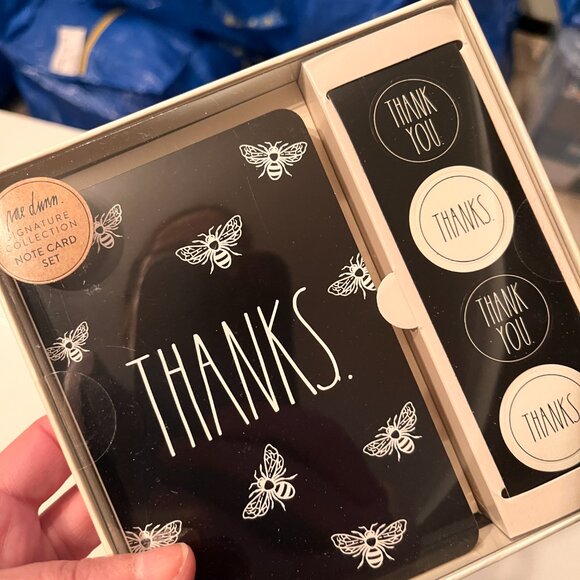 rae dunn.
SIGNATURE
COLLECTION
NOTE CARD
SET
THANKS.
THANK
YOU.
THANKS.
THANK
YOU.
THANKS